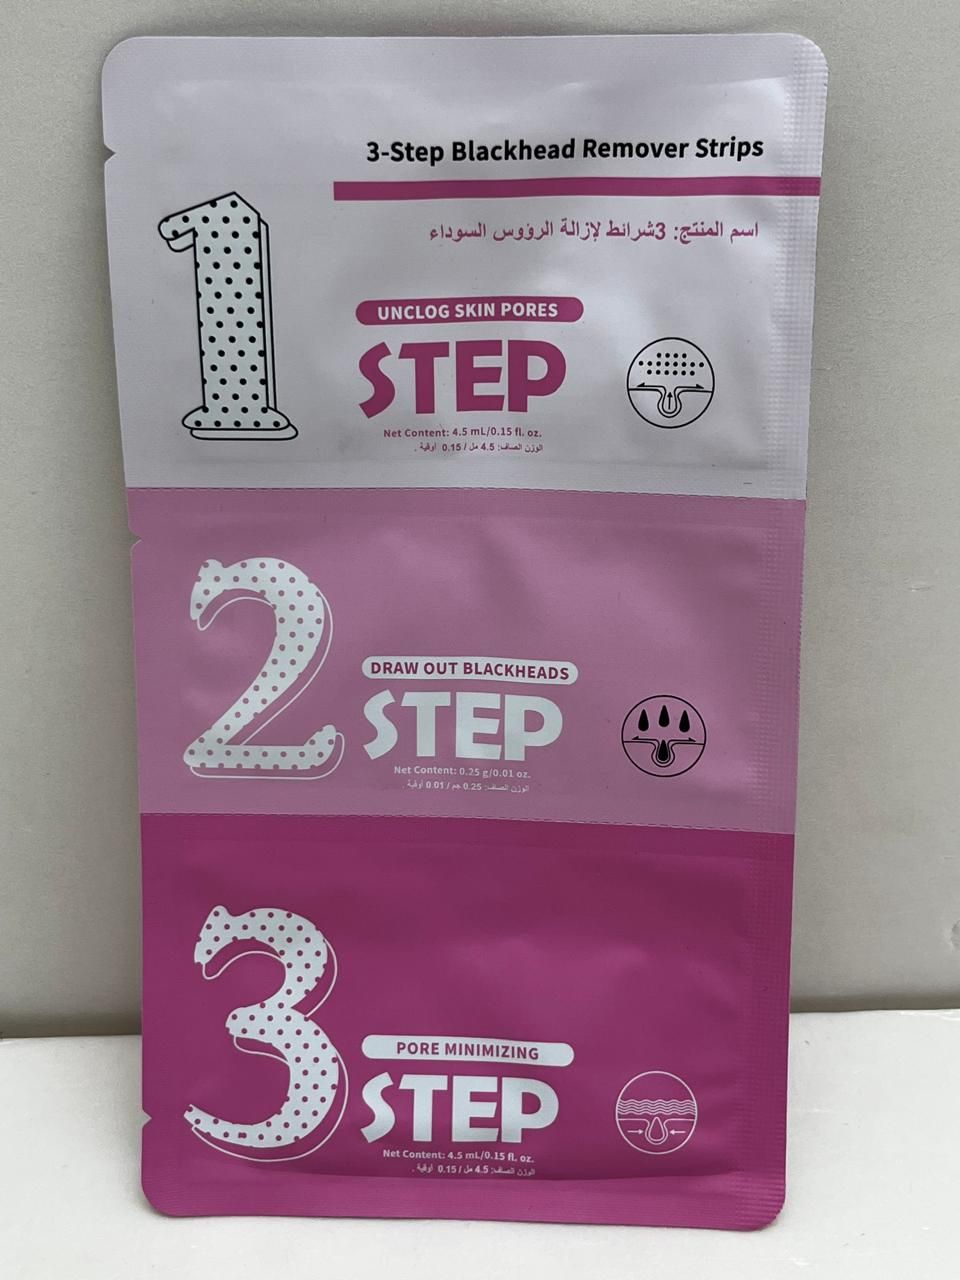 3-Step Blackhead Remover Strips
اسم المنتج: 3شرائط لإزالة الرؤوس السوداء
1
UNCLOG SKIN PORES
STEP
Net Content: 4.5 mL/0.15 fl. oz.
الوزن الصاف: 4.5 مل / 0.15 أوقية .
2
DRAW OUT BLACKHEADS
STEP
Net Content: 0.25 g/0.01 oz.
الوزن الصاف: 0.25 جم / 0.01 أوقية .
3
PORE MINIMIZING
STEP
Net Content: 4.5 mL/0.15 fl. oz.
الوزن الصاف: 4.5 مل / 0.15 أوقية .